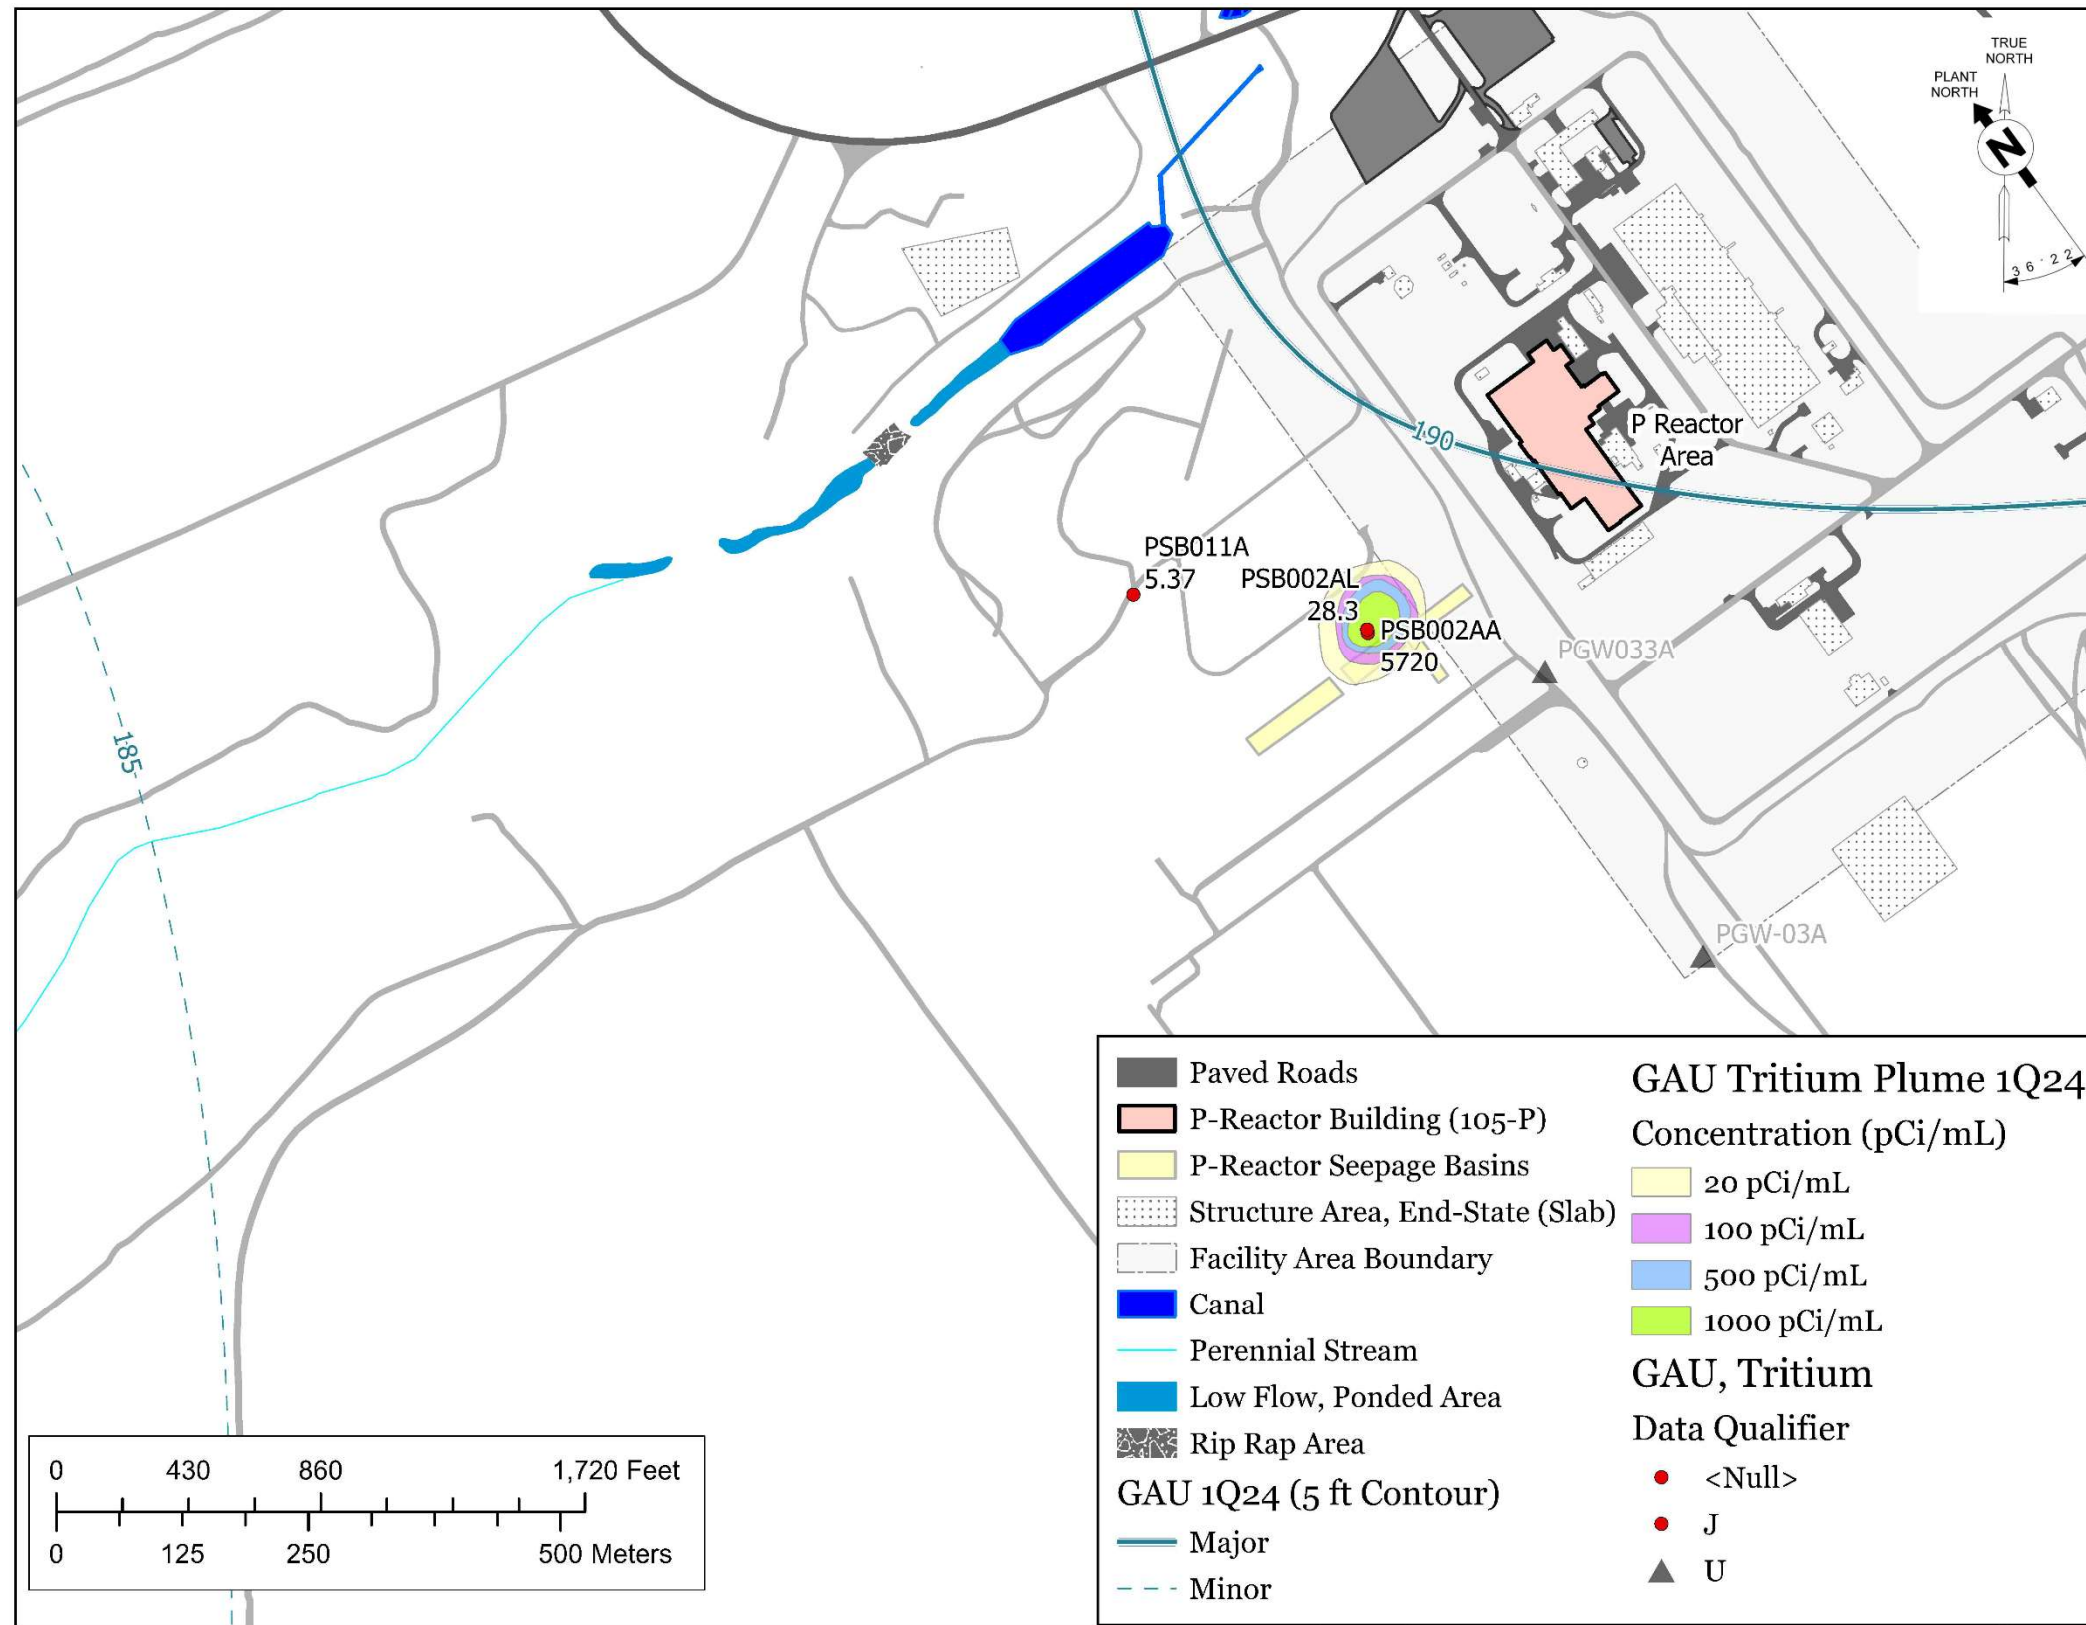 TRUE
NORTH
PLANT
NORTH
N
36°22
190
P Reactor
Area
PSB011A
5.37
PSB002AL
28.3
PSB002AA
5720
PGW033A
185
PGW-03A
Paved Roads
P-Reactor Building (105-P)
P-Reactor Seepage Basins
Structure Area, End-State (Slab)
Facility Area Boundary
Canal
Perennial Stream
Low Flow, Ponded Area
Rip Rap Area
GAU 1Q24 (5 ft Contour)
Major
Minor
GAU Tritium Plume 1Q24
Concentration (pCi/mL)
20 pCi/mL
100 pCi/mL
500 pCi/mL
1000 pCi/mL
GAU, Tritium
Data Qualifier
<Null>
J
U
0 430 860 1,720 Feet
0 125 250 500 Meters